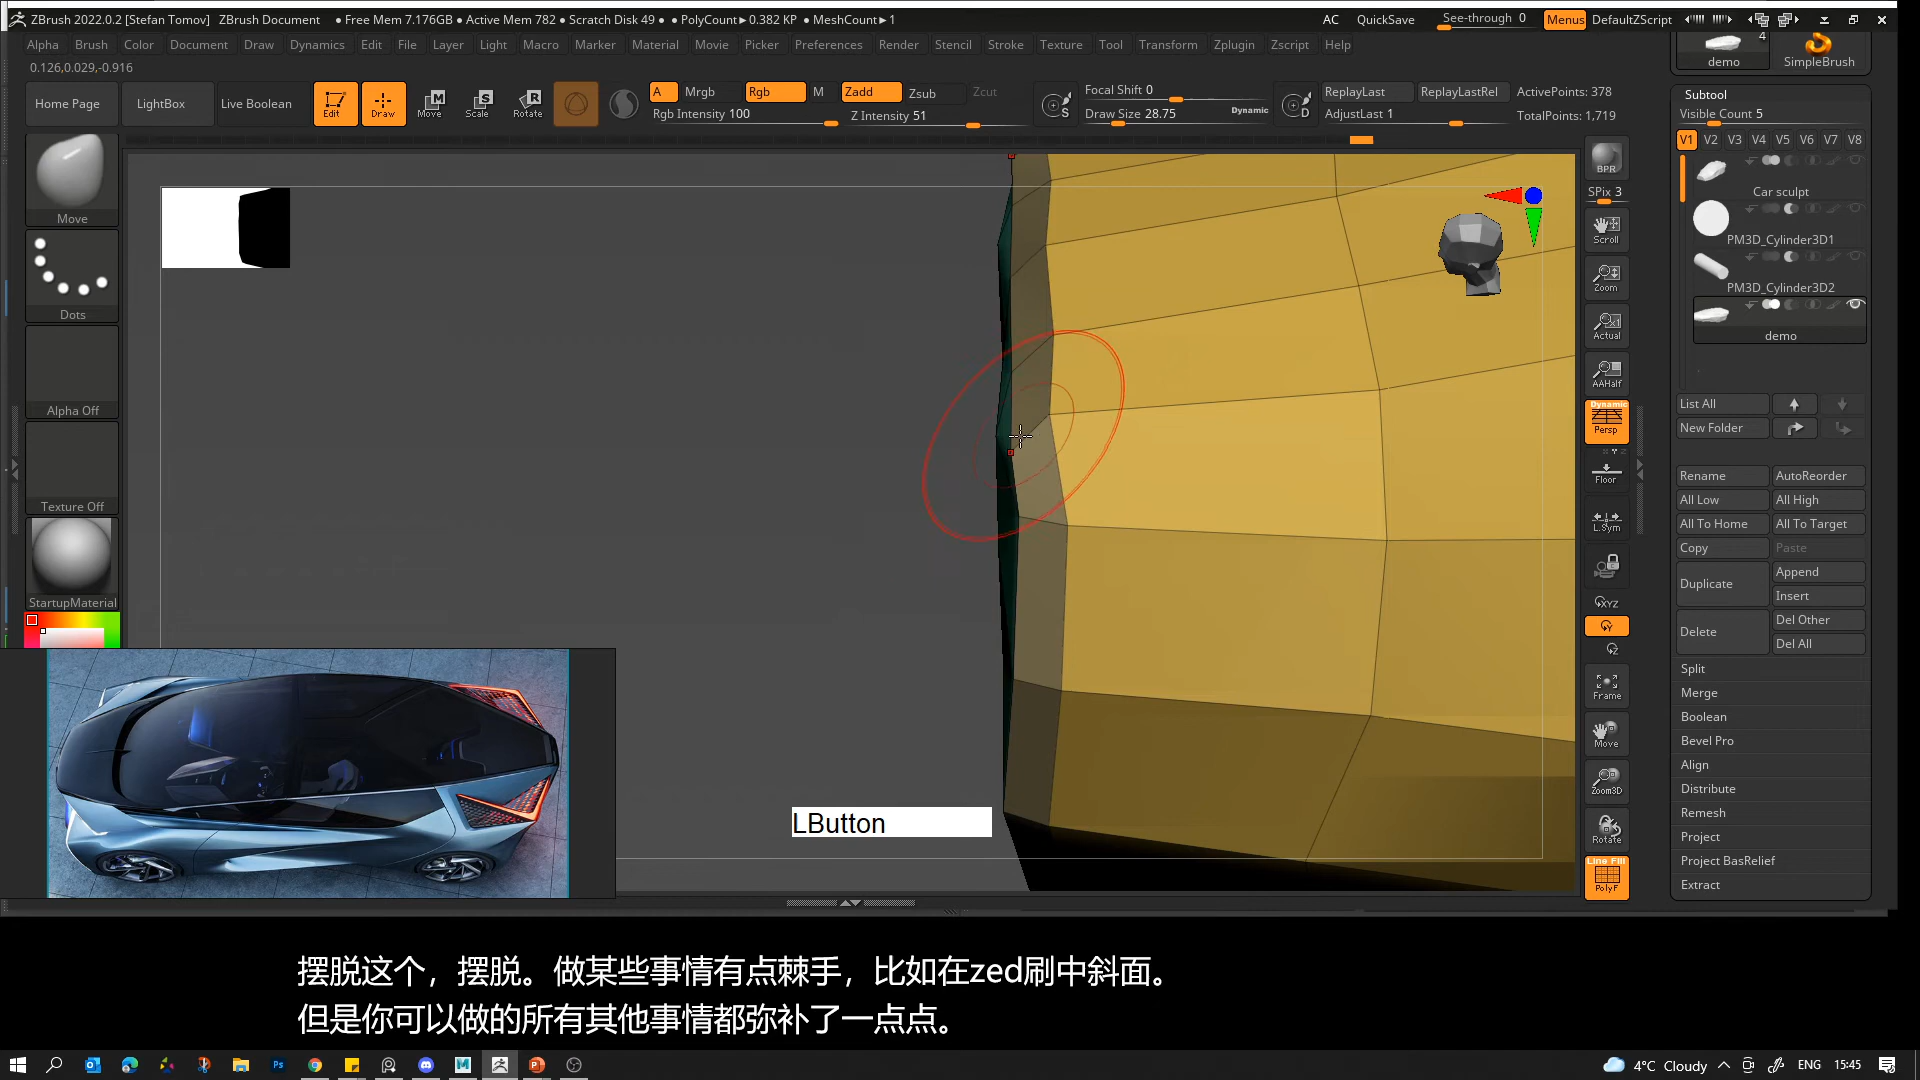 ZBrush 2022.0.2 [Stefan Tomov] ZBrush Document ● Free Mem 7.176GB ● Active Mem 782 ● Scratch Disk 49 ● PolyCount►0.382 KP ● MeshCount►1
AC QuickSave See-through 0 Menus DefaultZScript
Alpha Brush Color Document Draw Dynamics Edit File Layer Light Macro Marker Material Movie Picker Preferences Render Stencil Stroke Texture Tool Transform Zplugin Zscript Help
0.126,0.029,-0.916
Home Page LightBox Live Boolean Edit Draw Move Scale Rotate
A Mrgb Rgb M Zadd Zsub Zcut
Rgb Intensity 100 Z Intensity 51
S Focal Shift 0
Draw Size 28.75 Dynamic D
ReplayLast ReplayLastRel ActivePoints: 378
AdjustLast 1 TotalPoints: 1,719
Move
Dots
Alpha Off
Texture Off
StartupMaterial
LButton
BPR
SPix 3
Scroll
Zoom
Actual
AAHalf
Dynamic
Persp
Floor
L.Sym
XYZ
Y
Z
Frame
Move
Zoom3D
Rotate
Line Fill
PolyF
4
demo SimpleBrush
Subtool
Visible Count 5
V1 V2 V3 V4 V5 V6 V7 V8
Car sculpt
PM3D_Cylinder3D1
PM3D_Cylinder3D2
demo
List All
New Folder
Rename AutoReorder
All Low All High
All To Home All To Target
Copy Paste
Duplicate Append
Insert
Delete Del Other
Del All
Split
Merge
Boolean
Bevel Pro
Align
Distribute
Remesh
Project
Project BasRelief
Extract
摆脱这个，摆脱。做某些事情有点棘手，比如在zed刷中斜面。
但是你可以做的所有其他事情都弥补了一点点。
Ps M P
4°C Cloudy ENG 15:45